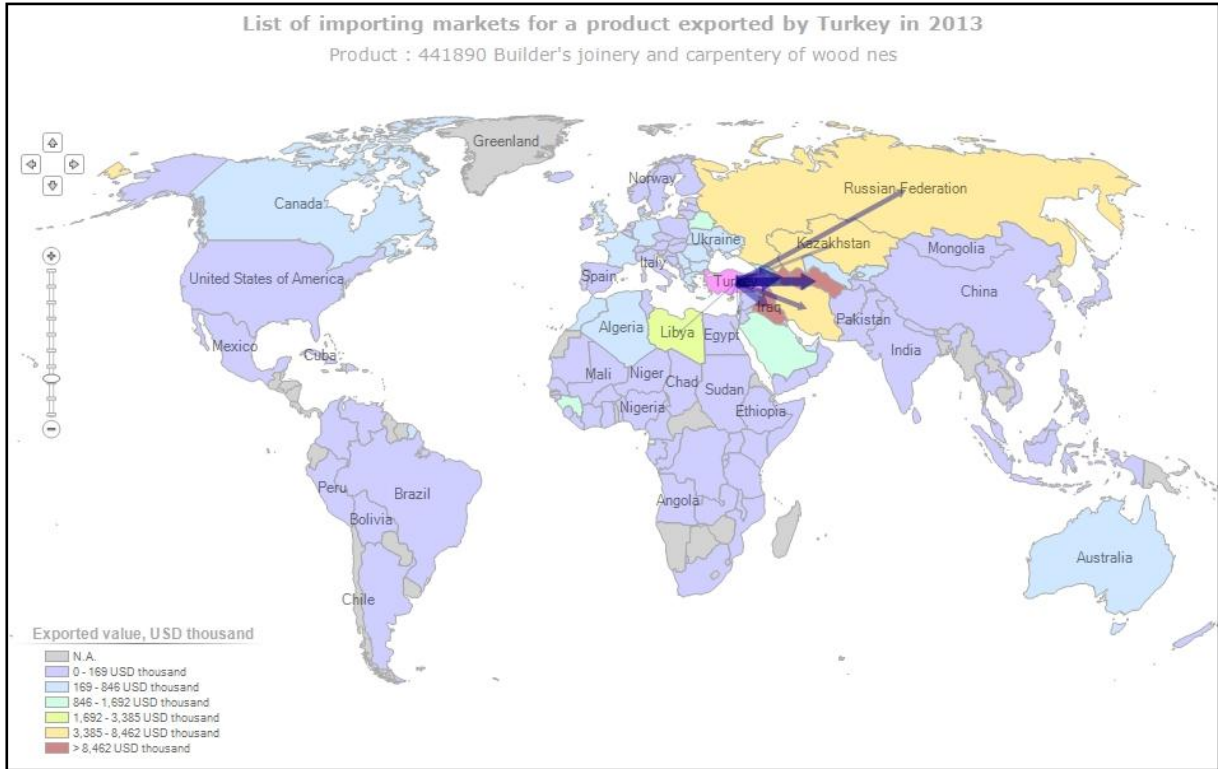 List of importing markets for a product exported by Turkey in 2013
Product : 441890 Builder's joinery and carpentery of wood nes
Greenland
Norway
Russian Federation
Canada
Ukraine
Kazakhstan
Mongolia
United States of America
Spain
Italy
Turkey
China
Iraq
Algeria
Libya
Egypt
Pakistan
Mexico
Cuba
India
Mali
Niger
Chad
Sudan
Nigeria
Ethiopia
Peru
Brazil
Angola
Bolivia
Australia
Chile
Exported value, USD thousand
N.A.
0 - 169 USD thousand
169 - 846 USD thousand
846 - 1,692 USD thousand
1,692 - 3,385 USD thousand
3,385 - 8,462 USD thousand
> 8,462 USD thousand